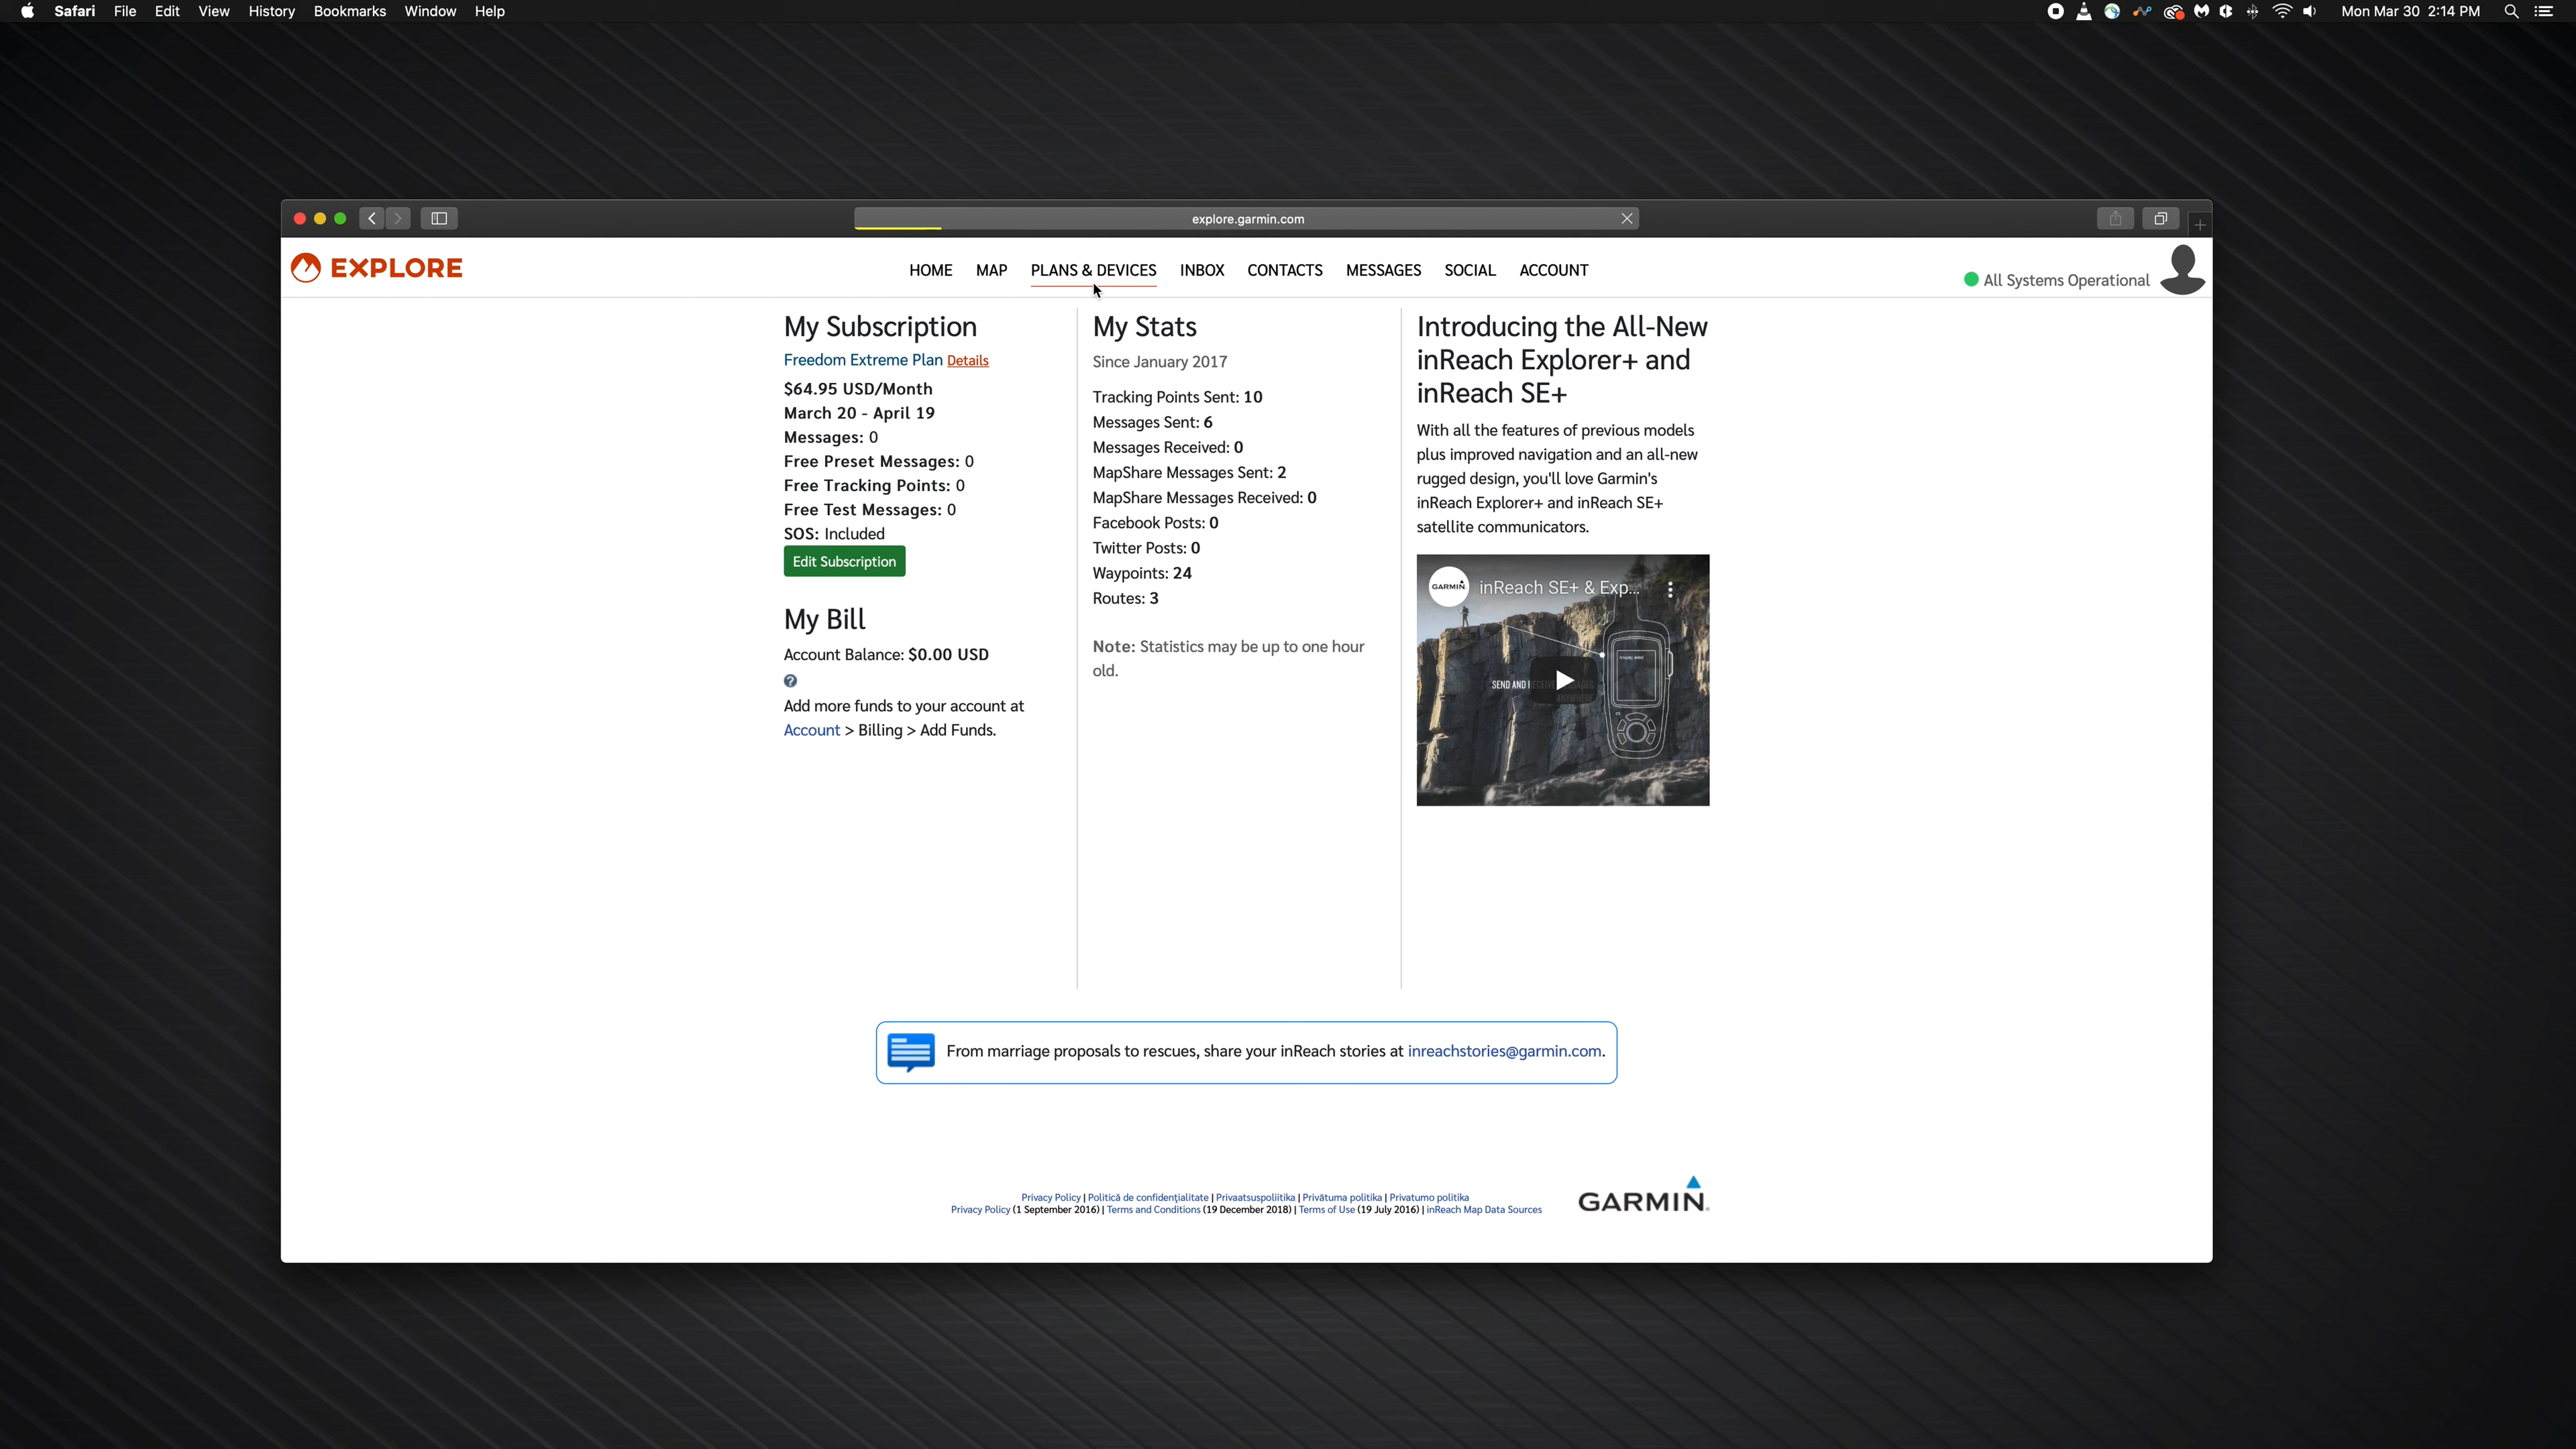 Safari File Edit View History Bookmarks Window Help
Mon Mar 30 2:14 PM
explore.garmin.com
EXPLORE
HOME MAP PLANS & DEVICES INBOX CONTACTS MESSAGES SOCIAL ACCOUNT
All Systems Operational
My Subscription
Freedom Extreme Plan Details
$64.95 USD/Month
March 20 - April 19
Messages: 0
Free Preset Messages: 0
Free Tracking Points: 0
Free Test Messages: 0
SOS: Included
Edit Subscription
My Bill
Account Balance: $0.00 USD
?
Add more funds to your account at
Account > Billing > Add Funds.
My Stats
Since January 2017
Tracking Points Sent: 10
Messages Sent: 6
Messages Received: 0
MapShare Messages Sent: 2
MapShare Messages Received: 0
Facebook Posts: 0
Twitter Posts: 0
Waypoints: 24
Routes: 3
Note: Statistics may be up to one hour
old.
Introducing the All-New
inReach Explorer+ and
inReach SE+
With all the features of previous models
plus improved navigation and an all-new
rugged design, you'll love Garmin's
inReach Explorer+ and inReach SE+
satellite communicators.
GARMIN
inReach SE+ & Exp...
SEND AND RECEIVE MESSAGES
ANYWHERE
From marriage proposals to rescues, share your inReach stories at inreachstories@garmin.com.
Privacy Policy | Politică de confidențialitate | Privaatsuspoliitika | Privātuma politika | Privatumo politika
Privacy Policy (1 September 2016) | Terms and Conditions (19 December 2018) | Terms of Use (19 July 2016) | inReach Map Data Sources
GARMIN